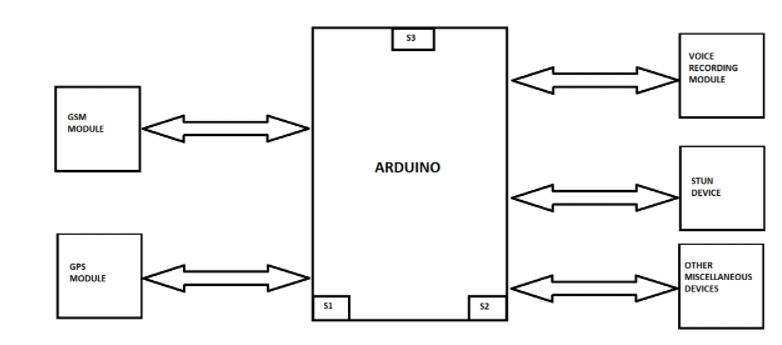 S3
VOICE
RECORDING
MODULE
GSM
MODULE
ARDUINO
STUN
DEVICE
GPS
MODULE
OTHER
MISCELLANEOUS
DEVICES
S1
S2